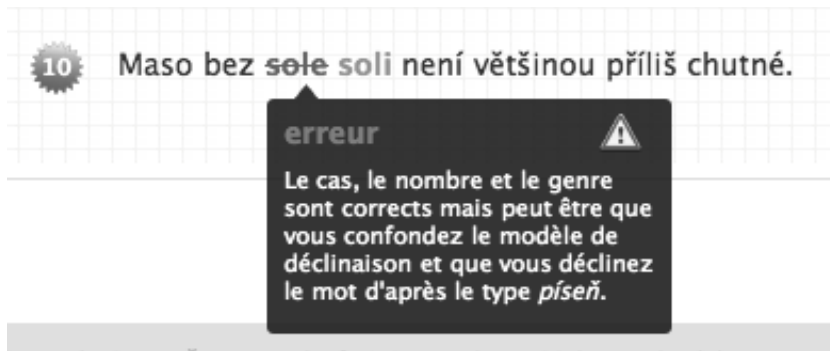 10 Maso bez sole soli není většinou příliš chutné.
erreur
Le cas, le nombre et le genre
sont corrects mais peut être que
vous confondez le modèle de
déclinaison et que vous déclinez
le mot d'après le type píseň.